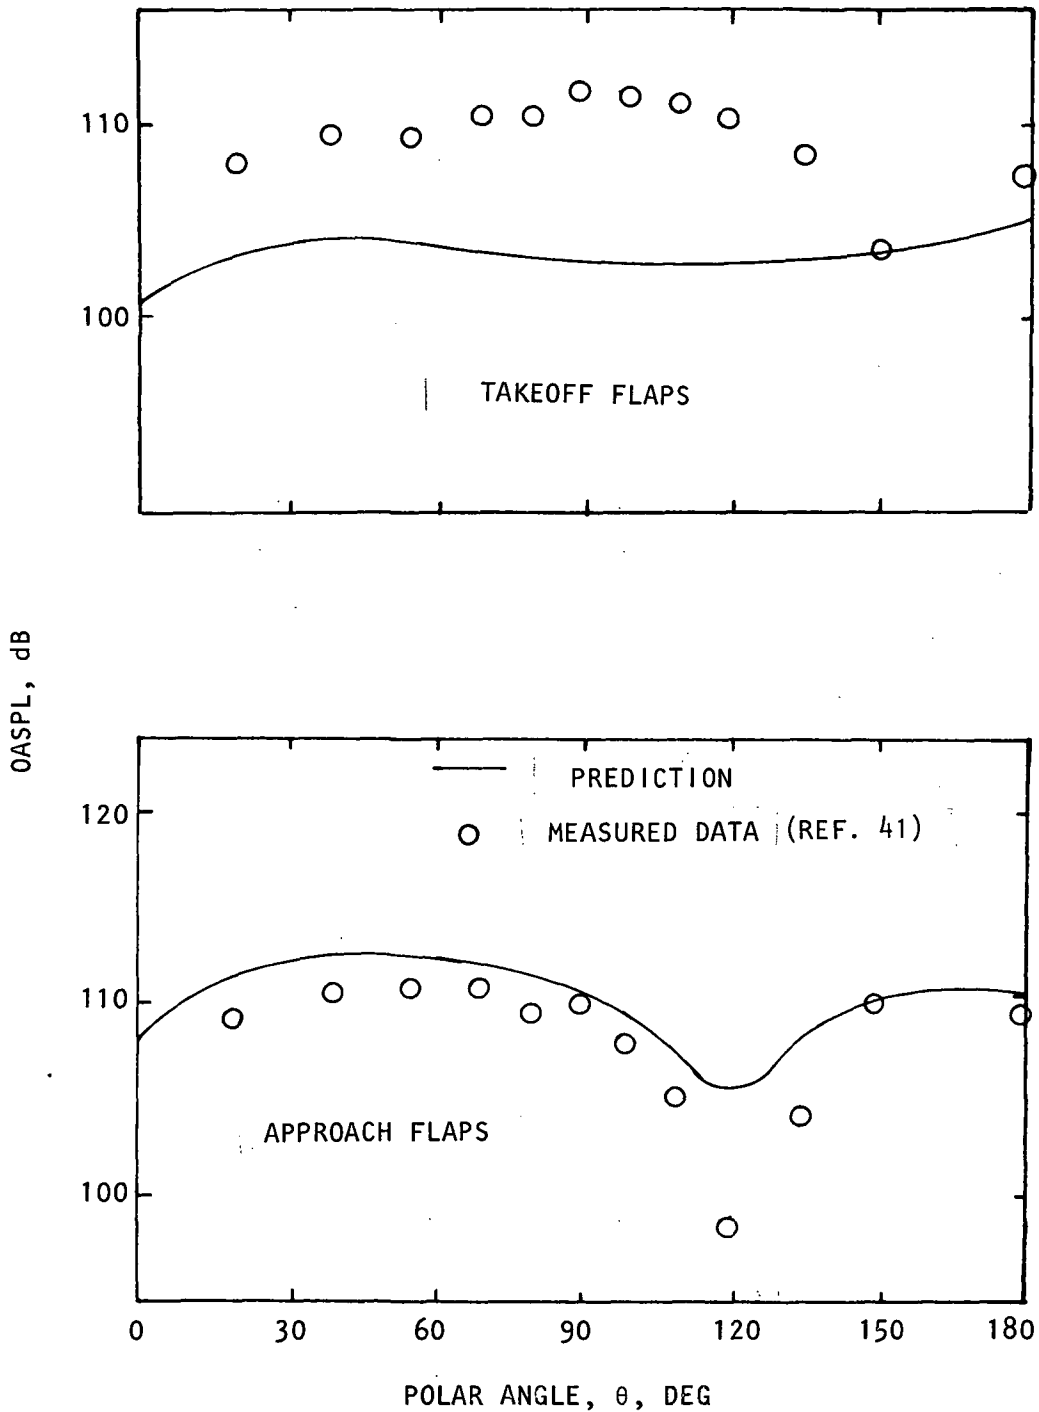 110
100
TAKEOFF FLAPS
OASPL, dB
PREDICTION
120
MEASURED DATA (REF. 41)
110
APPROACH FLAPS
100
0 30 60 90 120 150 180
POLAR ANGLE, θ, DEG